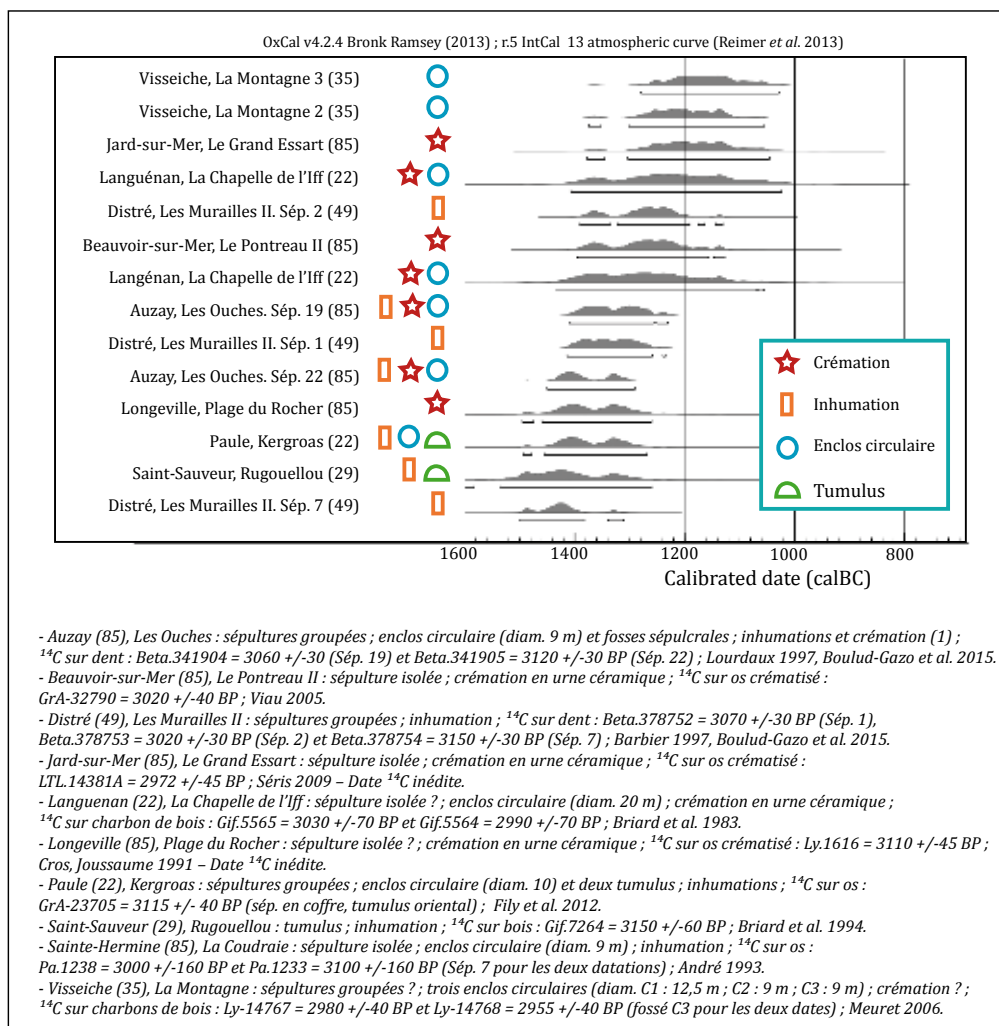 OxCal v4.2.4 Bronk Ramsey (2013) ; r.5 IntCal 13 atmospheric curve (Reimer et al. 2013)
Visseiche, La Montagne 3 (35)
Visseiche, La Montagne 2 (35)
Jard-sur-Mer, Le Grand Essart (85)
Languénan, La Chapelle de l'Iff (22)
Distré, Les Murailles II. Sép. 2 (49)
Beauvoir-sur-Mer, Le Pontreau II (85)
Langénan, La Chapelle de l'Iff (22)
Auzay, Les Ouches. Sép. 19 (85)
Distré, Les Murailles II. Sép. 1 (49)
Auzay, Les Ouches. Sép. 22 (85)
Longeville, Plage du Rocher (85)
Paule, Kergroas (22)
Saint-Sauveur, Rugouellou (29)
Distré, Les Murailles II. Sép. 7 (49)
Crémation
Inhumation
Enclos circulaire
Tumulus
1600 1400 1200 1000 800
Calibrated date (calBC)
- Auzay (85), Les Ouches : sépultures groupées ; enclos circulaire (diam. 9 m) et fosses sépulcrales ; inhumations et crémation (1) ;
¹⁴C sur dent : Beta.341904 = 3060 +/-30 (Sép. 19) et Beta.341905 = 3120 +/-30 BP (Sép. 22) ; Lourdaux 1997, Boulud-Gazo et al. 2015.
- Beauvoir-sur-Mer (85), Le Pontreau II : sépulture isolée ; crémation en urne céramique ; ¹⁴C sur os crématisé :
GrA-32790 = 3020 +/-40 BP ; Viau 2005.
- Distré (49), Les Murailles II : sépultures groupées ; inhumation ; ¹⁴C sur dent : Beta.378752 = 3070 +/-30 BP (Sép. 1),
Beta.378753 = 3020 +/-30 BP (Sép. 2) et Beta.378754 = 3150 +/-30 BP (Sép. 7) ; Barbier 1997, Boulud-Gazo et al. 2015.
- Jard-sur-Mer (85), Le Grand Essart : sépulture isolée ; crémation en urne céramique ; ¹⁴C sur os crématisé :
LTL.14381A = 2972 +/-45 BP ; Séris 2009 – Date ¹⁴C inédite.
- Languenan (22), La Chapelle de l'Iff : sépulture isolée ? ; enclos circulaire (diam. 20 m) ; crémation en urne céramique ;
¹⁴C sur charbon de bois : Gif.5565 = 3030 +/-70 BP et Gif.5564 = 2990 +/-70 BP ; Briard et al. 1983.
- Longeville (85), Plage du Rocher : sépulture isolée ? ; crémation en urne céramique ; ¹⁴C sur os crématisé : Ly.1616 = 3110 +/-45 BP ;
Cros, Joussaume 1991 – Date ¹⁴C inédite.
- Paule (22), Kergroas : sépultures groupées ; enclos circulaire (diam. 10) et deux tumulus ; inhumations ; ¹⁴C sur os :
GrA-23705 = 3115 +/- 40 BP (sép. en coffre, tumulus oriental) ; Fily et al. 2012.
- Saint-Sauveur (29), Rugouellou : tumulus ; inhumation ; ¹⁴C sur bois : Gif.7264 = 3150 +/-60 BP ; Briard et al. 1994.
- Sainte-Hermine (85), La Coudraie : sépulture isolée ; enclos circulaire (diam. 9 m) ; inhumation ; ¹⁴C sur os :
Pa.1238 = 3000 +/-160 BP et Pa.1233 = 3100 +/-160 BP (Sép. 7 pour les deux datations) ; André 1993.
- Visseiche (35), La Montagne : sépultures groupées ? ; trois enclos circulaires (diam. C1 : 12,5 m ; C2 : 9 m ; C3 : 9 m) ; crémation ? ;
¹⁴C sur charbons de bois : Ly-14767 = 2980 +/-40 BP et Ly-14768 = 2955 +/-40 BP (fossé C3 pour les deux dates) ; Meuret 2006.